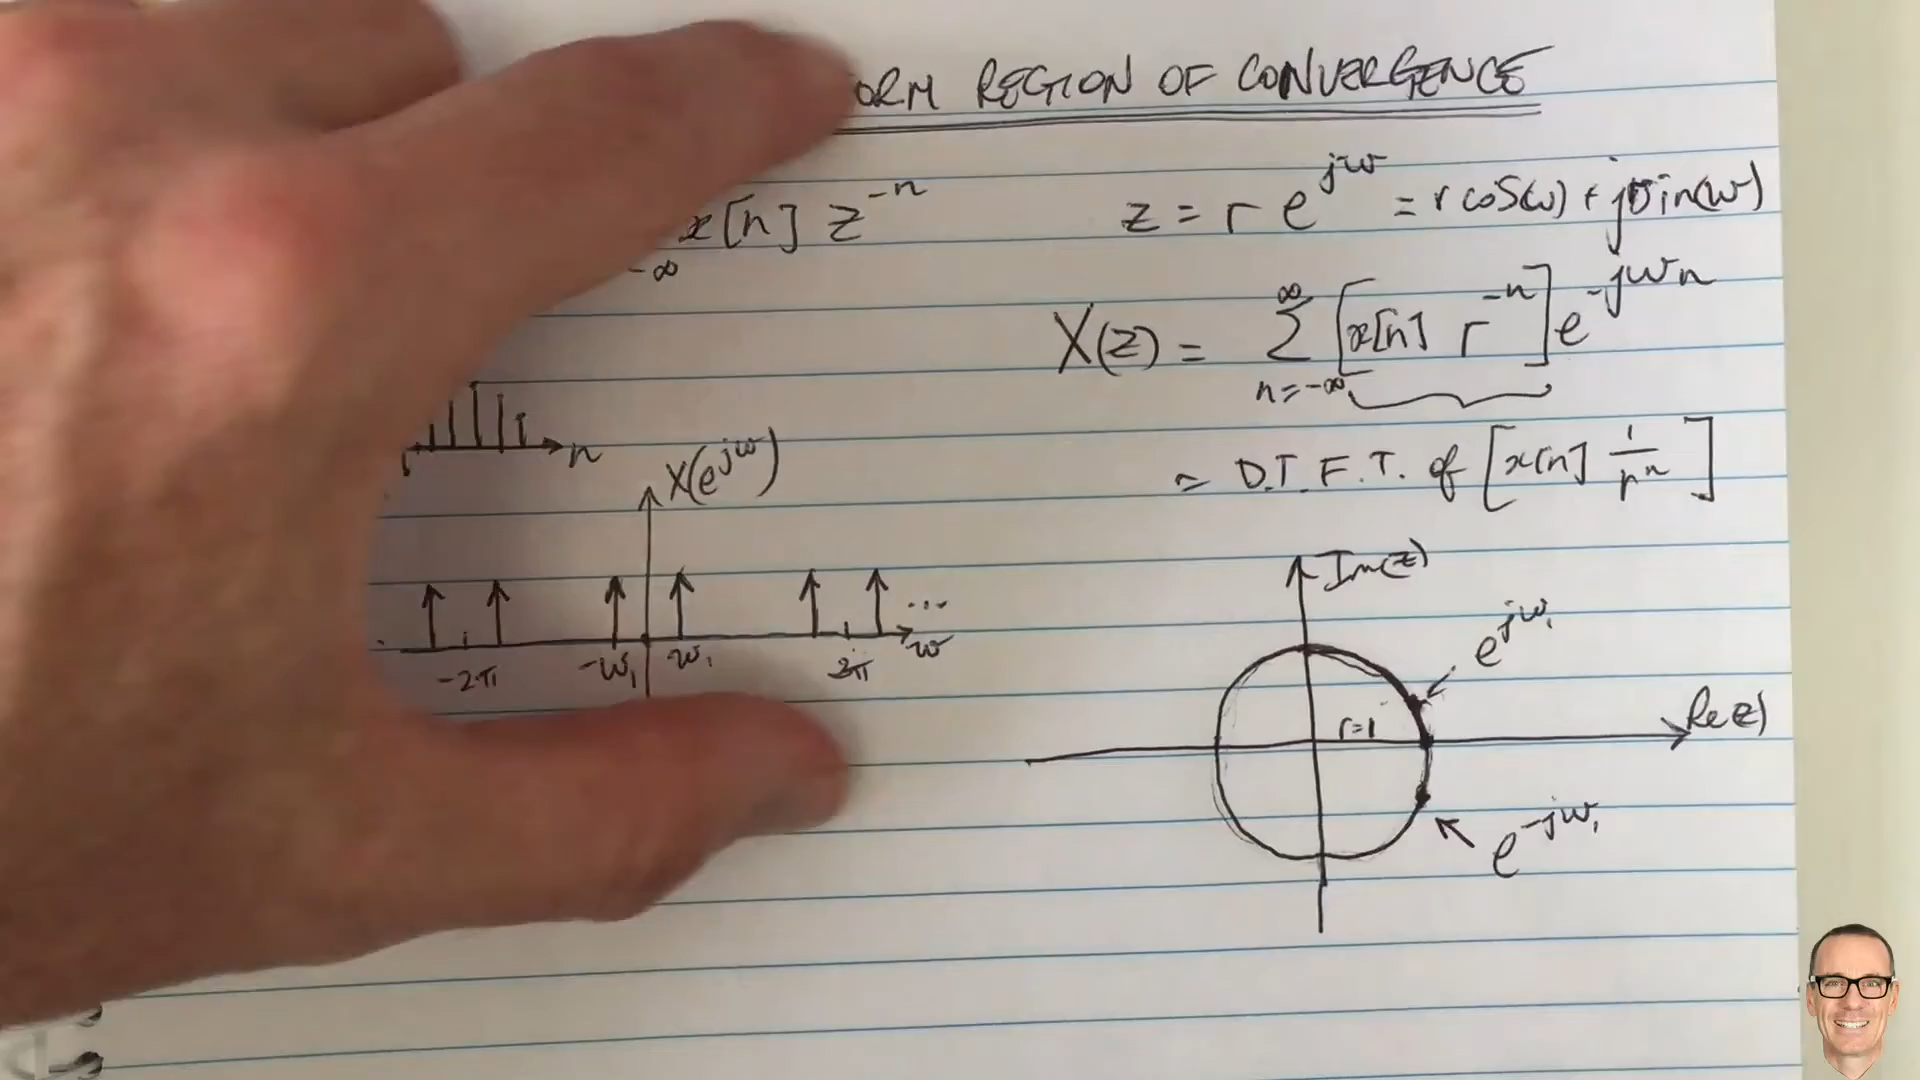 ORM REGION OF CONVERGENCE
x[n] z^{-n}
-∞
z = r e^{jω} = r cos(ω) + j sin(ω)
X(z) = ∑_{n=-∞}^{∞} [x[n] r^{-n}] e^{-jωn}
= D.T.F.T. of [x[n] 1/r^n]
n
X(e^{jω})
-2π -ω₁ ω₁ 2π ... ω
Im(z)
e^{jω₁}
r=1
Re(z)
e^{-jω₁}